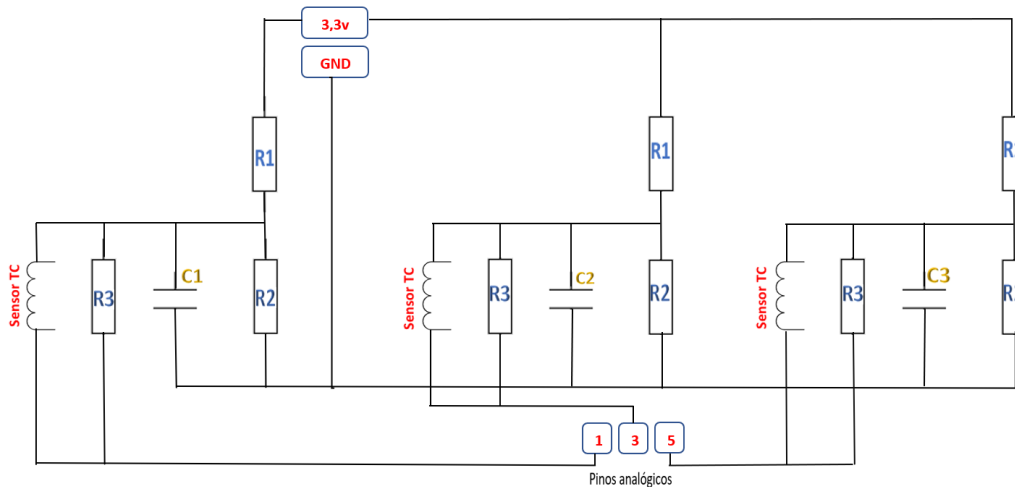 3,3v
GND
R1
R1
Sensor TC
R3
C1
R2
Sensor TC
R3
C2
R2
Sensor TC
R3
C3
1
3
5
Pinos analógicos